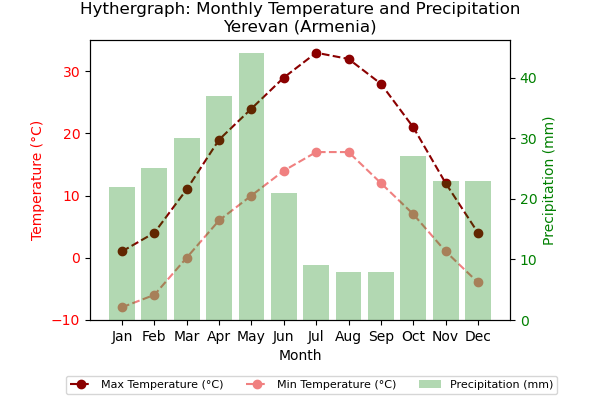 Hythergraph: Monthly Temperature and Precipitation
Yerevan (Armenia)
Temperature (°C)
30
20
10
0
−10
40
30
20
10
0
Precipitation (mm)
Jan Feb Mar Apr May Jun Jul Aug Sep Oct Nov Dec
Month
Max Temperature (°C) Min Temperature (°C) Precipitation (mm)